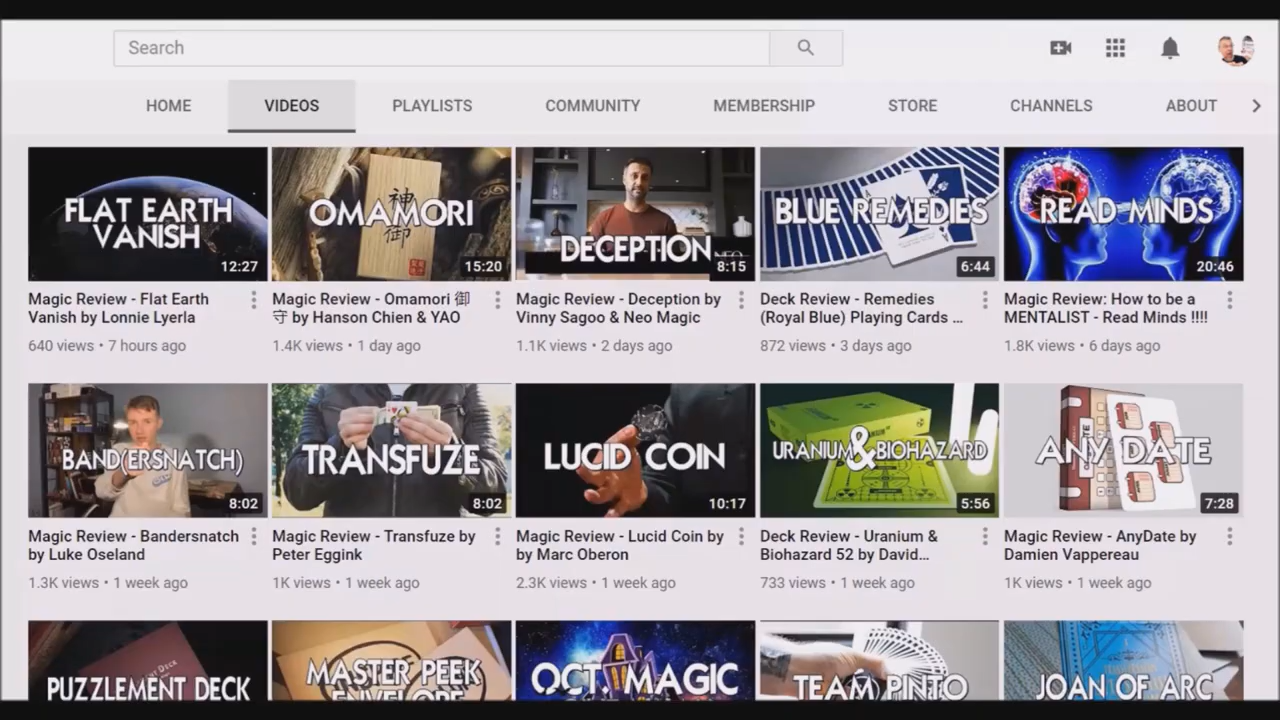 Search
HOME
VIDEOS
PLAYLISTS
COMMUNITY
MEMBERSHIP
STORE
CHANNELS
ABOUT
FLAT EARTH
VANISH
12:27
神
御
OMAMORI
15:20
DECEPTION
NEO
8:15
BLUE REMEDIES
6:44
READ MINDS
20:46
Magic Review - Flat Earth
Vanish by Lonnie Lyerla
640 views • 7 hours ago
Magic Review - Omamori 御
守 by Hanson Chien & YAO
1.4K views • 1 day ago
Magic Review - Deception by
Vinny Sagoo & Neo Magic
1.1K views • 2 days ago
Deck Review - Remedies
(Royal Blue) Playing Cards ...
872 views • 3 days ago
Magic Review: How to be a
MENTALIST - Read Minds !!!!
1.8K views • 6 days ago
BAND(ERSNATCH)
8:02
TRANSFUZE
8:02
LUCID COIN
10:17
URANIUM & BIOHAZARD
5:56
ANY DATE
7:28
Magic Review - Bandersnatch
by Luke Oseland
1.3K views • 1 week ago
Magic Review - Transfuze by
Peter Eggink
1K views • 1 week ago
Magic Review - Lucid Coin by
by Marc Oberon
2.3K views • 1 week ago
Deck Review - Uranium &
Biohazard 52 by David...
733 views • 1 week ago
Magic Review - AnyDate by
Damien Vappereau
1K views • 1 week ago
PUZZLEMENT DECK
MASTER PEEK
ENVELOPE
OCT. MAGIC
TEAM PINTO
JOAN OF ARC